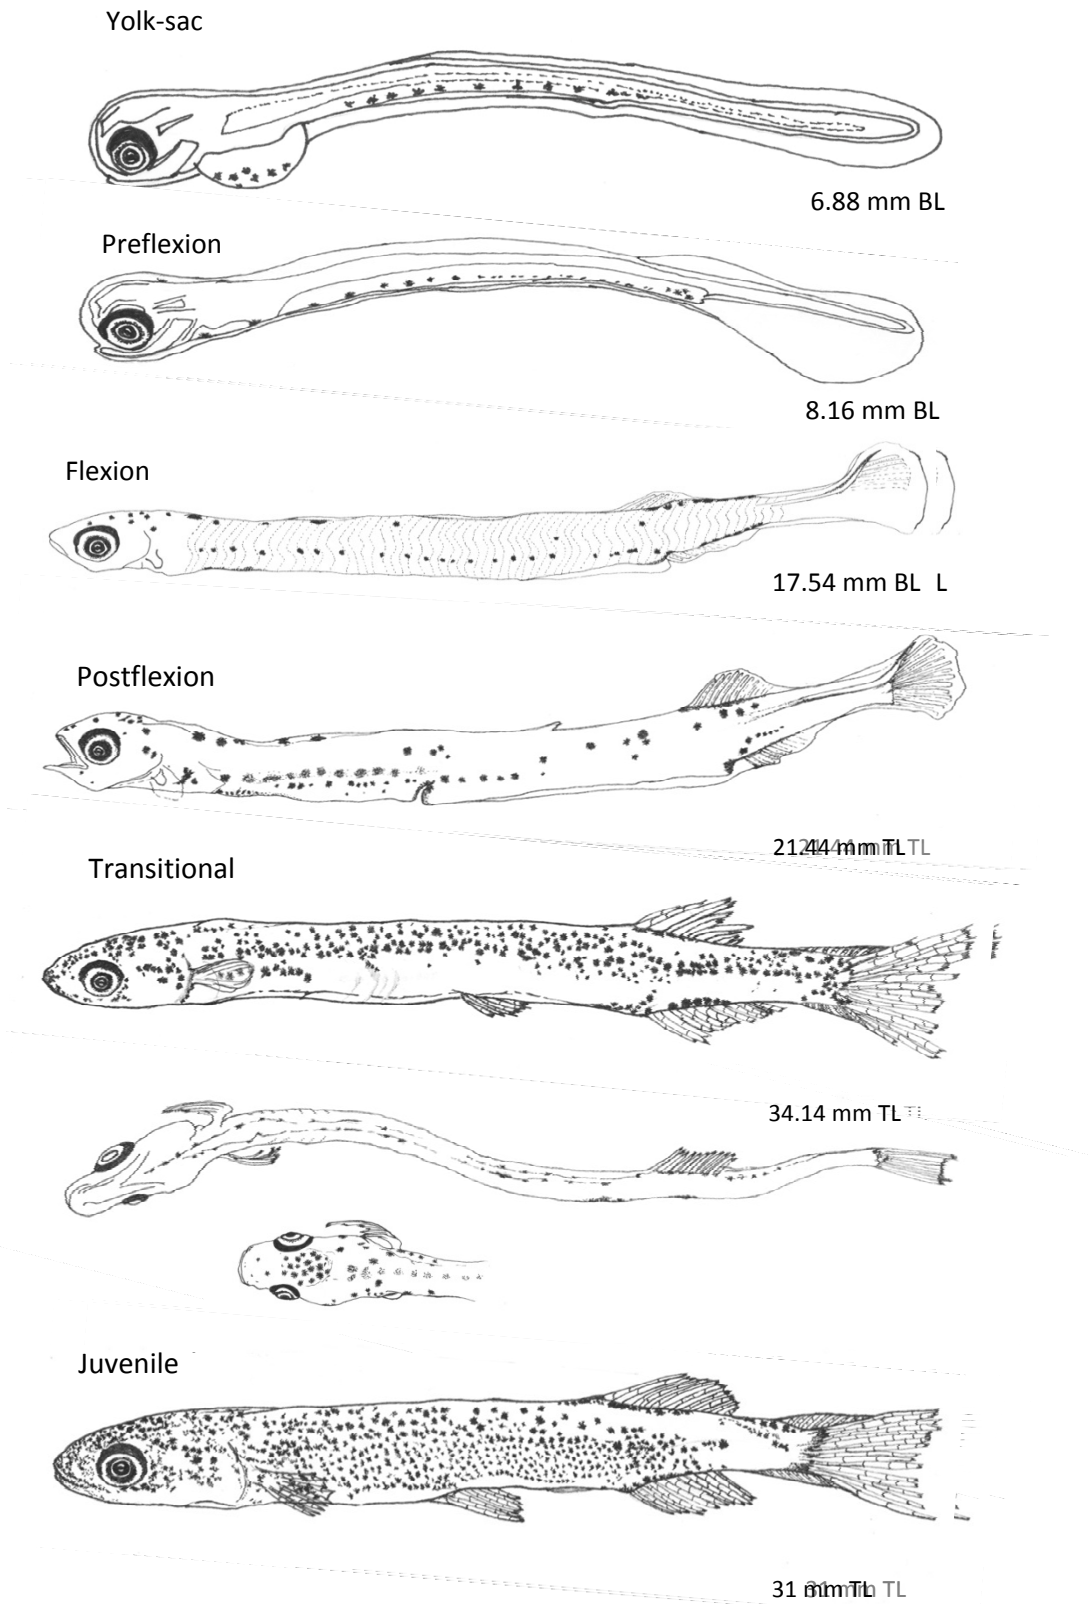 Yolk-sac
6.88 mm BL
Preflexion
8.16 mm BL
Flexion
17.54 mm BL L
Postflexion
21.44 mm TL
Transitional
34.14 mm TL
Juvenile
31 mm TL